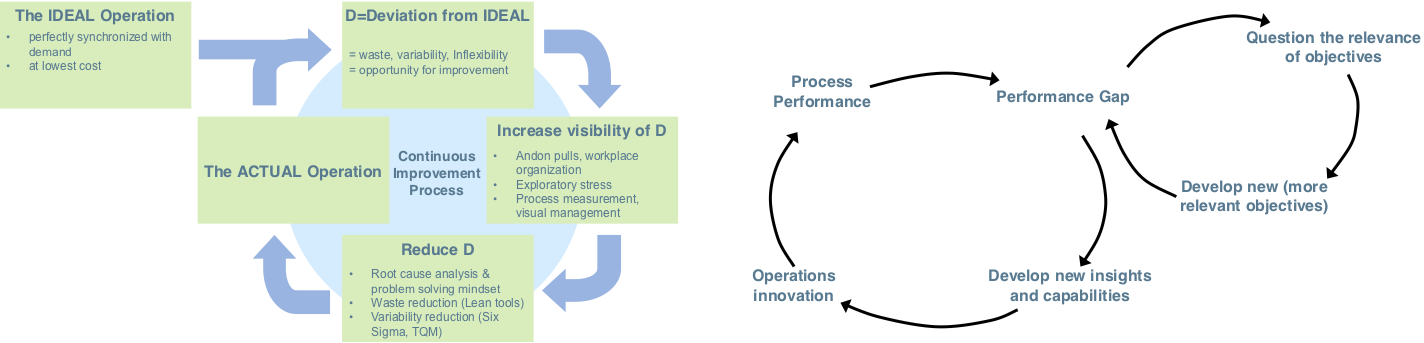 The IDEAL Operation
• perfectly synchronized with
demand
• at lowest cost
D=Deviation from IDEAL
= waste, variability, Inflexibility
= opportunity for improvement
Increase visibility of D
• Andon pulls, workplace
organization
• Exploratory stress
• Process measurement,
visual management
Reduce D
• Root cause analysis &
problem solving mindset
• Waste reduction (Lean tools)
• Variability reduction (Six
Sigma, TQM)
The ACTUAL Operation
Continuous
Improvement
Process
Process
Performance
Performance Gap
Question the relevance
of objectives
Develop new (more
relevant objectives)
Develop new insights
and capabilities
Operations
innovation